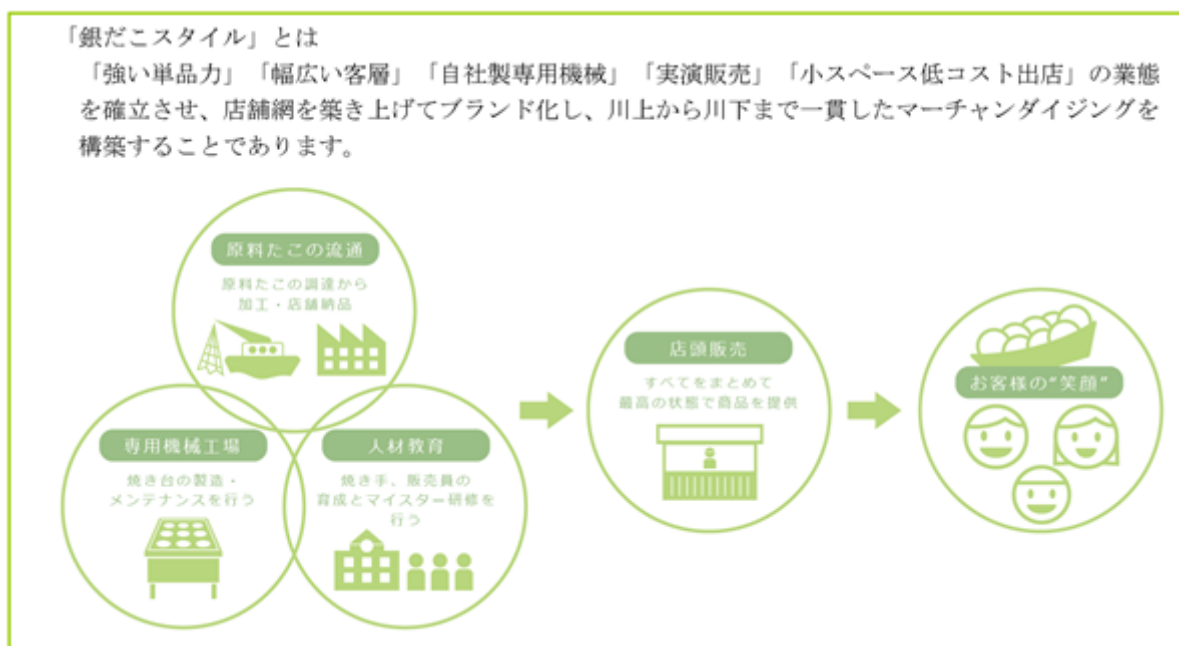 「銀だこスタイル」とは
「強い単品力」「幅広い客層」「自社製専用機械」「実演販売」「小スペース低コスト出店」の業態
を確立させ、店舗網を築き上げてブランド化し、川上から川下まで一貫したマーチャンダイジングを
構築することであります。
原料たこの流通
原料たこの調達から
加工・店舗納品
専用機械工場
焼き台の製造・
メンテナンスを行う
人材教育
焼き手、販売員の
育成とマイスター研修を
行う
店頭販売
すべてをまとめて
最高の状態で商品を提供
お客様の“笑顔”